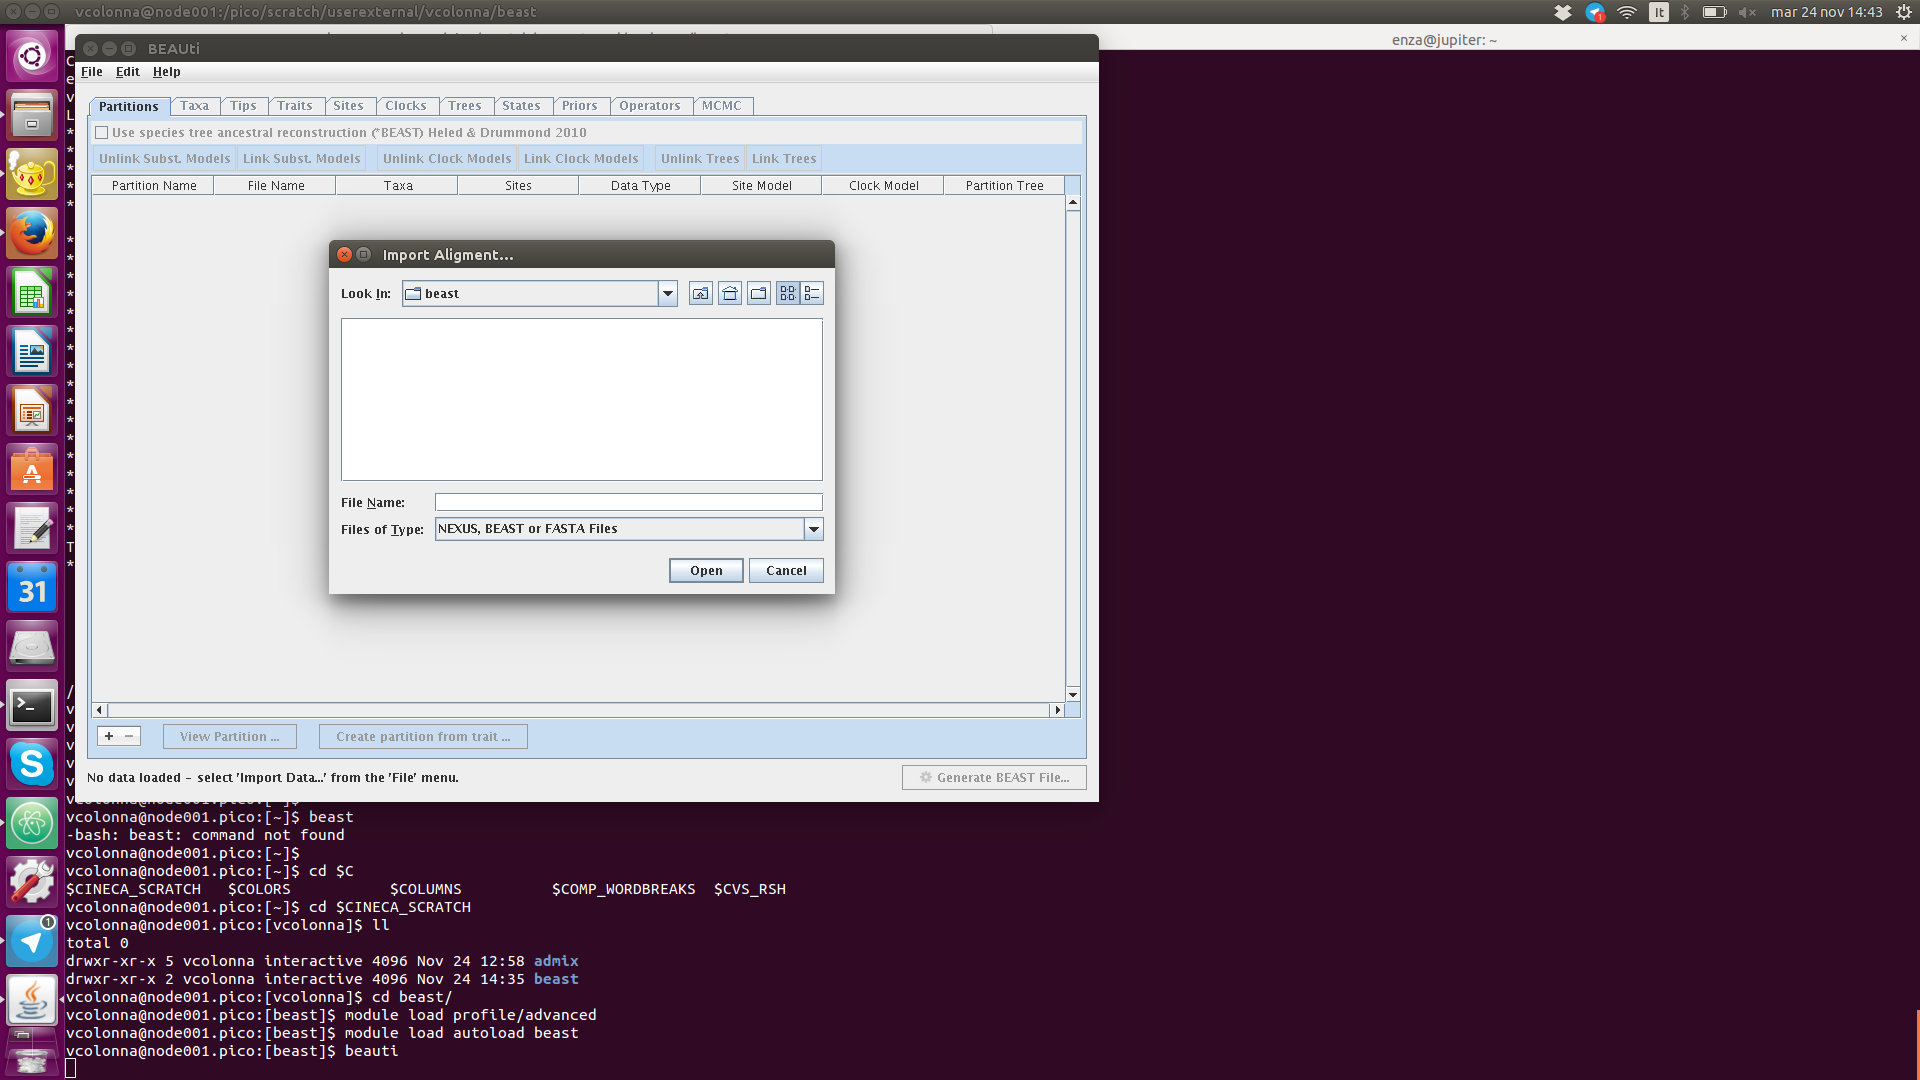 vcolonna@node001:/pico/scratch/userexternal/vcolonna/beast
1
It
mar 24 nov 14:43
enza@jupiter: ~
BEAUti
File Edit Help
Partitions Taxa Tips Traits Sites Clocks Trees States Priors Operators MCMC
Use species tree ancestral reconstruction (*BEAST) Heled & Drummond 2010
Unlink Subst. Models Link Subst. Models Unlink Clock Models Link Clock Models Unlink Trees Link Trees
Partition Name File Name Taxa Sites Data Type Site Model Clock Model Partition Tree
Import Aligment...
Look In: beast
File Name:
Files of Type: NEXUS, BEAST or FASTA Files
Open Cancel
+ −
View Partition ... Create partition from trait ...
No data loaded - select 'Import Data...' from the 'File' menu.
Generate BEAST File...
31
1
vcolonna@node001.pico:[~]$ beast
-bash: beast: command not found
vcolonna@node001.pico:[~]$
vcolonna@node001.pico:[~]$ cd $C
$CINECA_SCRATCH $COLORS $COLUMNS $COMP_WORDBREAKS $CVS_RSH
vcolonna@node001.pico:[~]$ cd $CINECA_SCRATCH
vcolonna@node001.pico:[vcolonna]$ ll
total 0
drwxr-xr-x 5 vcolonna interactive 4096 Nov 24 12:58 admix
drwxr-xr-x 2 vcolonna interactive 4096 Nov 24 14:35 beast
vcolonna@node001.pico:[vcolonna]$ cd beast/
vcolonna@node001.pico:[beast]$ module load profile/advanced
vcolonna@node001.pico:[beast]$ module load autoload beast
vcolonna@node001.pico:[beast]$ beauti